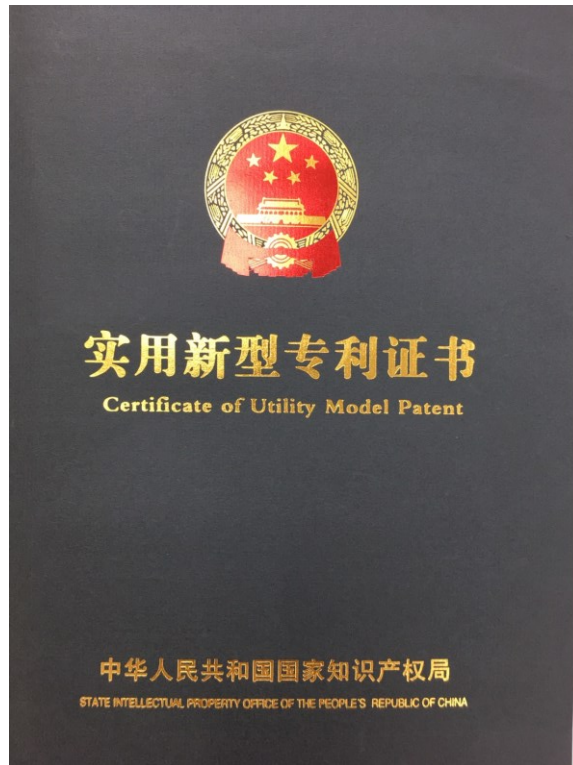 实用新型专利证书
Certificate of Utility Model Patent
中华人民共和国国家知识产权局
STATE INTELLECTUAL PROPERTY OFFICE OF THE PEOPLE'S REPUBLIC OF CHINA